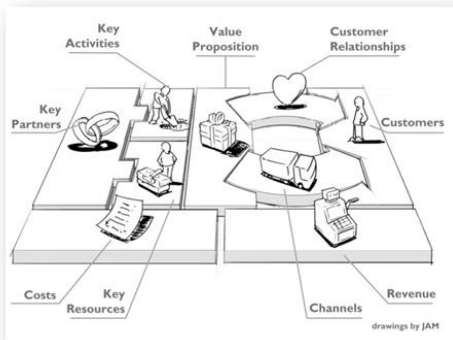 Key
Activities
Value
Proposition
Customer
Relationships
Key
Partners
Customers
Costs
Key
Resources
Channels
Revenue
drawings by JAM